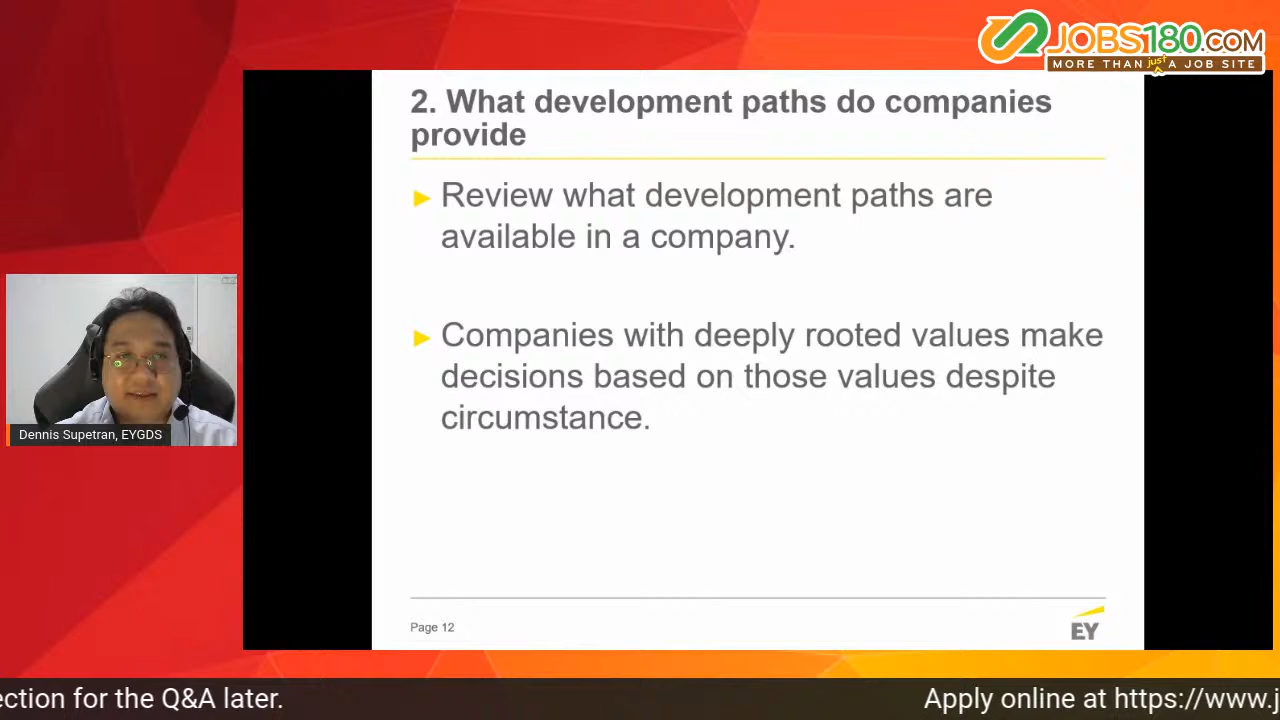 JOBS180.COM
MORE THAN just A JOB SITE
2. What development paths do companies
provide
Review what development paths are
available in a company.
Companies with deeply rooted values make
decisions based on those values despite
circumstance.
Dennis Supetran, EYGDS
Page 12
EY
ection for the Q&A later.
Apply online at https://www.j